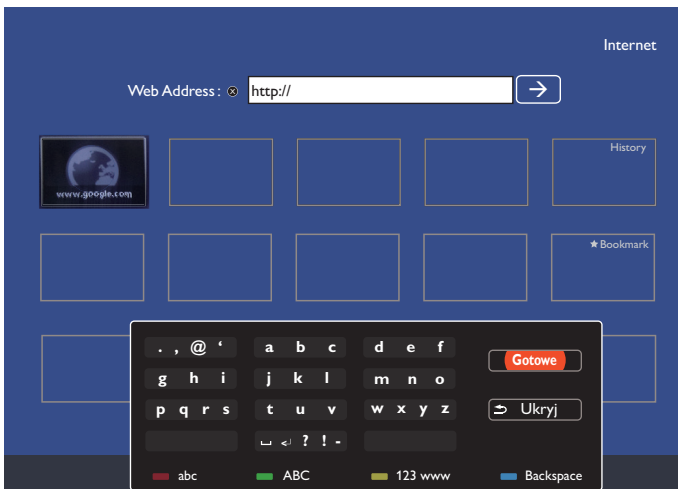 Internet
Web Address : ⓧ http:// →
www.google.com
History
★ Bookmark
. , @ ‘ a b c d e f
Gotowe
g h i j k l m n o
p q r s t u v w x y z
Ukryj
␣ ↲ ? ! -
abc ABC 123 www Backspace